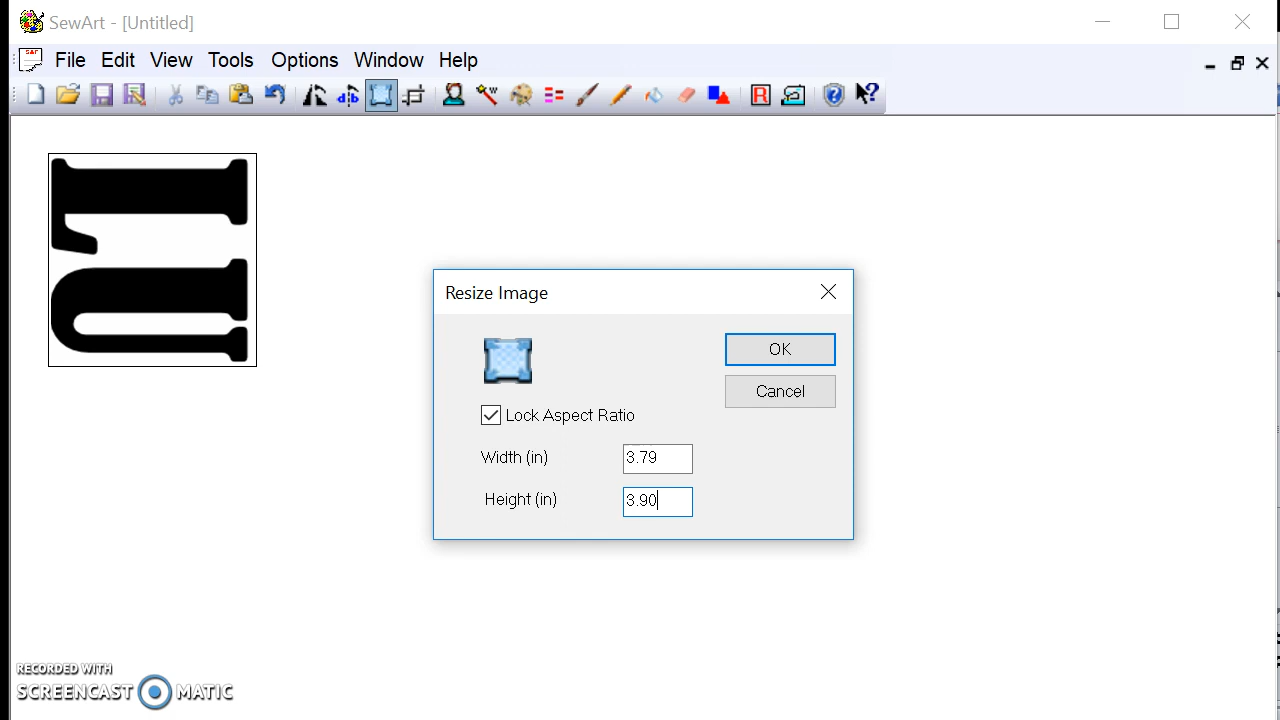 SewArt - [Untitled]
File Edit View Tools Options Window Help
Resize Image
OK
Cancel
Lock Aspect Ratio
Width (in) 3.79
Height (in) 3.90
RECORDED WITH
SCREENCAST MATIC